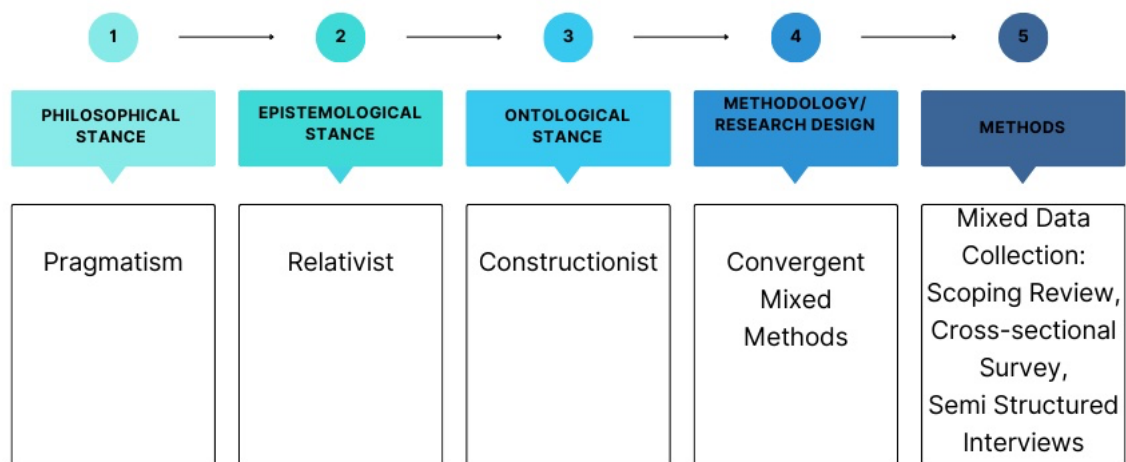 1
2
3
4
5
PHILOSOPHICAL
STANCE
EPISTEMOLOGICAL
STANCE
ONTOLOGICAL
STANCE
METHODOLOGY/
RESEARCH DESIGN
METHODS
Pragmatism
Relativist
Constructionist
Convergent
Mixed
Methods
Mixed Data
Collection:
Scoping Review,
Cross-sectional
Survey,
Semi Structured
Interviews